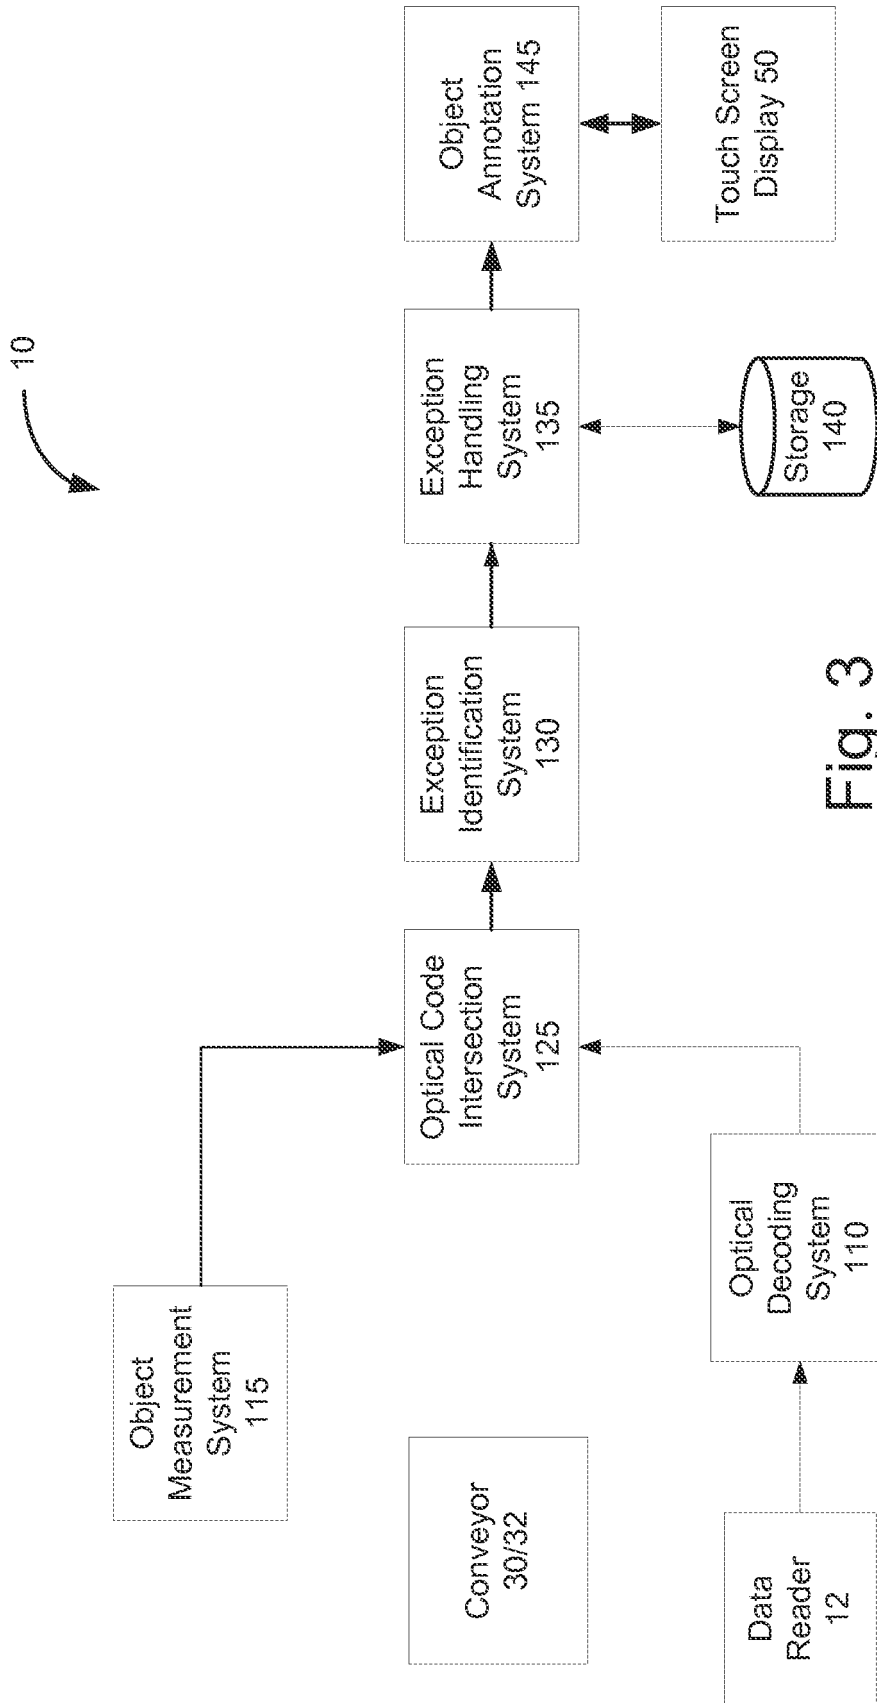 10
Object
Measurement
System
115
Conveyor
30/32
Data
Reader
12
Optical
Decoding
System
110
Optical Code
Intersection
System
125
Exception
Identification
System
130
Exception
Handling
System
135
Storage
140
Object
Annotation
System 145
Touch Screen
Display 50
Fig. 3